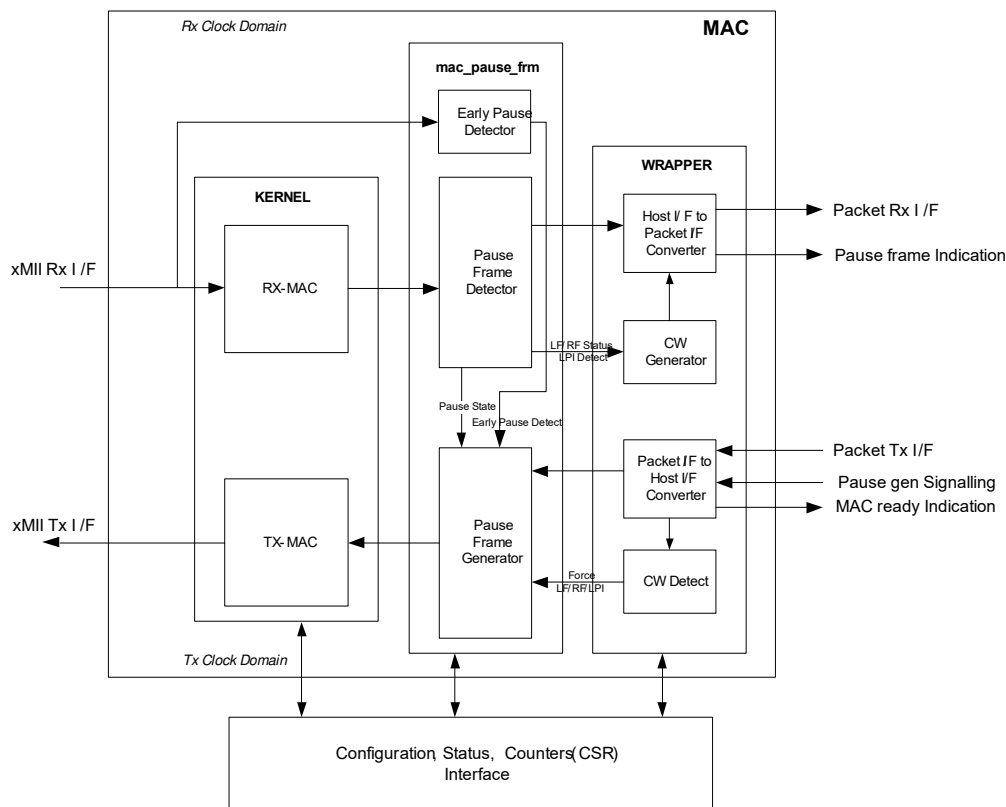 Rx Clock Domain
MAC
mac_pause_frm
Early Pause
Detector
WRAPPER
KERNEL
Host I/ F to
Packet I/F
Converter
Packet Rx I /F
Pause frame Indication
xMII Rx I /F
RX-MAC
Pause
Frame
Detector
LF/ RF Status
LPI Detect
CW
Generator
Pause State
Early Pause Detect
Packet I/F to
Host I/F
Converter
Packet Tx I/F
Pause gen Signalling
MAC ready Indication
xMII Tx I /F
TX-MAC
Pause
Frame
Generator
Force
LF/ RF/ LPI
CW Detect
Tx Clock Domain
Configuration, Status, Counters(CSR)
Interface